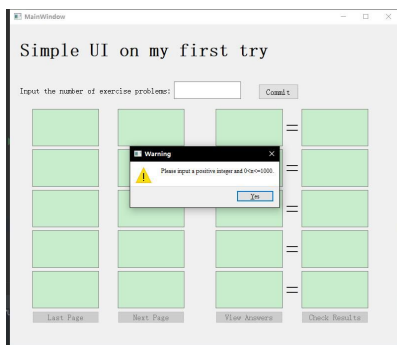 MainWindow
Simple UI on my first try
Input the number of exercise problems:
Commit
=
Warning
Please input a positive integer and 0<x<=1000.
=
Yes
=
=
=
Last Page Next Page View Answers Check Results